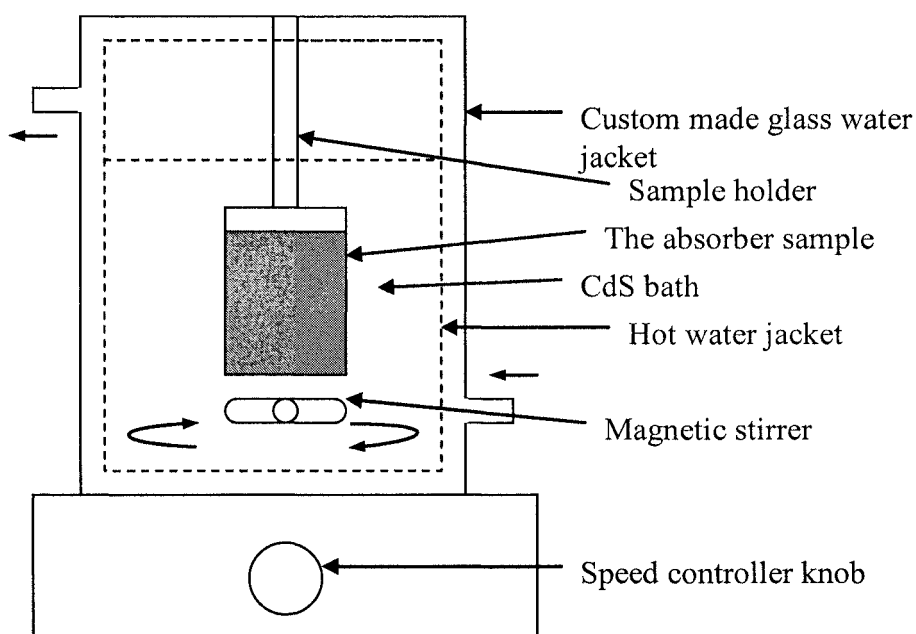 Custom made glass water
jacket
Sample holder
The absorber sample
CdS bath
Hot water jacket
Magnetic stirrer
Speed controller knob